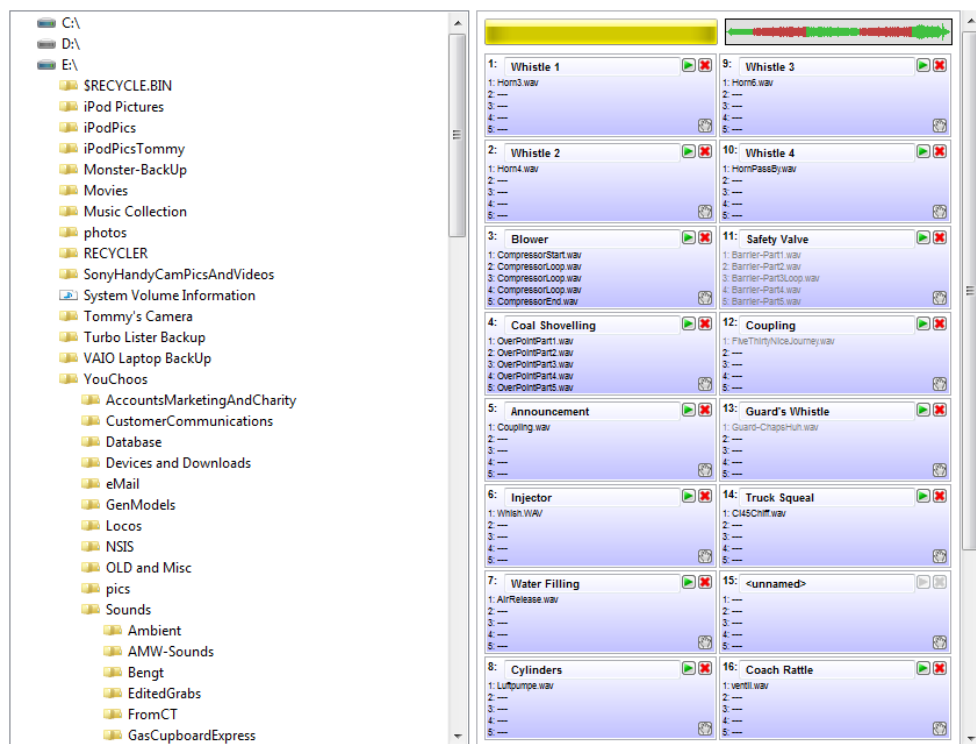 C:\
D:\
E:\
$RECYCLE.BIN
iPod Pictures
iPodPics
iPodPicsTommy
Monster-BackUp
Movies
Music Collection
photos
RECYCLER
SonyHandyCamPicsAndVideos
System Volume Information
Tommy's Camera
Turbo Lister Backup
VAIO Laptop BackUp
YouChoos
AccountsMarketingAndCharity
CustomerCommunications
Database
Devices and Downloads
eMail
GenModels
Locos
NSIS
OLD and Misc
pics
Sounds
Ambient
AMW-Sounds
Bengt
EditedGrabs
FromCT
GasCupboardExpress
1: Whistle 1
1: Horn3.wav
2: ---
3: ---
4: ---
5: ---
2: Whistle 2
1: Horn4.wav
2: ---
3: ---
4: ---
5: ---
3: Blower
1: CompressorStart.wav
2: CompressorLoop.wav
3: CompressorLoop.wav
4: CompressorLoop.wav
5: CompressorEnd.wav
4: Coal Shovelling
1: OverPointPart1.wav
2: OverPointPart2.wav
3: OverPointPart3.wav
4: OverPointPart4.wav
5: OverPointPart5.wav
5: Announcement
1: Coupling.wav
2: ---
3: ---
4: ---
5: ---
6: Injector
1: Whish.WAV
2: ---
3: ---
4: ---
5: ---
7: Water Filling
1: AirRelease.wav
2: ---
3: ---
4: ---
5: ---
8: Cylinders
1: Luftpumpe.wav
2: ---
3: ---
4: ---
5: ---
9: Whistle 3
1: Horn6.wav
2: ---
3: ---
4: ---
5: ---
10: Whistle 4
1: HornPassBy.wav
2: ---
3: ---
4: ---
5: ---
11: Safety Valve
1: Barrier-Part1.wav
2: Barrier-Part2.wav
3: Barrier-Part3Loop.wav
4: Barrier-Part4.wav
5: Barrier-Part5.wav
12: Coupling
1: FiveThirtyNiceJourney.wav
2: ---
3: ---
4: ---
5: ---
13: Guard's Whistle
1: Guard-ChapsHuh.wav
2: ---
3: ---
4: ---
5: ---
14: Truck Squeal
1: Cl45Chiff.wav
2: ---
3: ---
4: ---
5: ---
15: <unnamed>
1: ---
2: ---
3: ---
4: ---
5: ---
16: Coach Rattle
1: ventil.wav
2: ---
3: ---
4: ---
5: ---